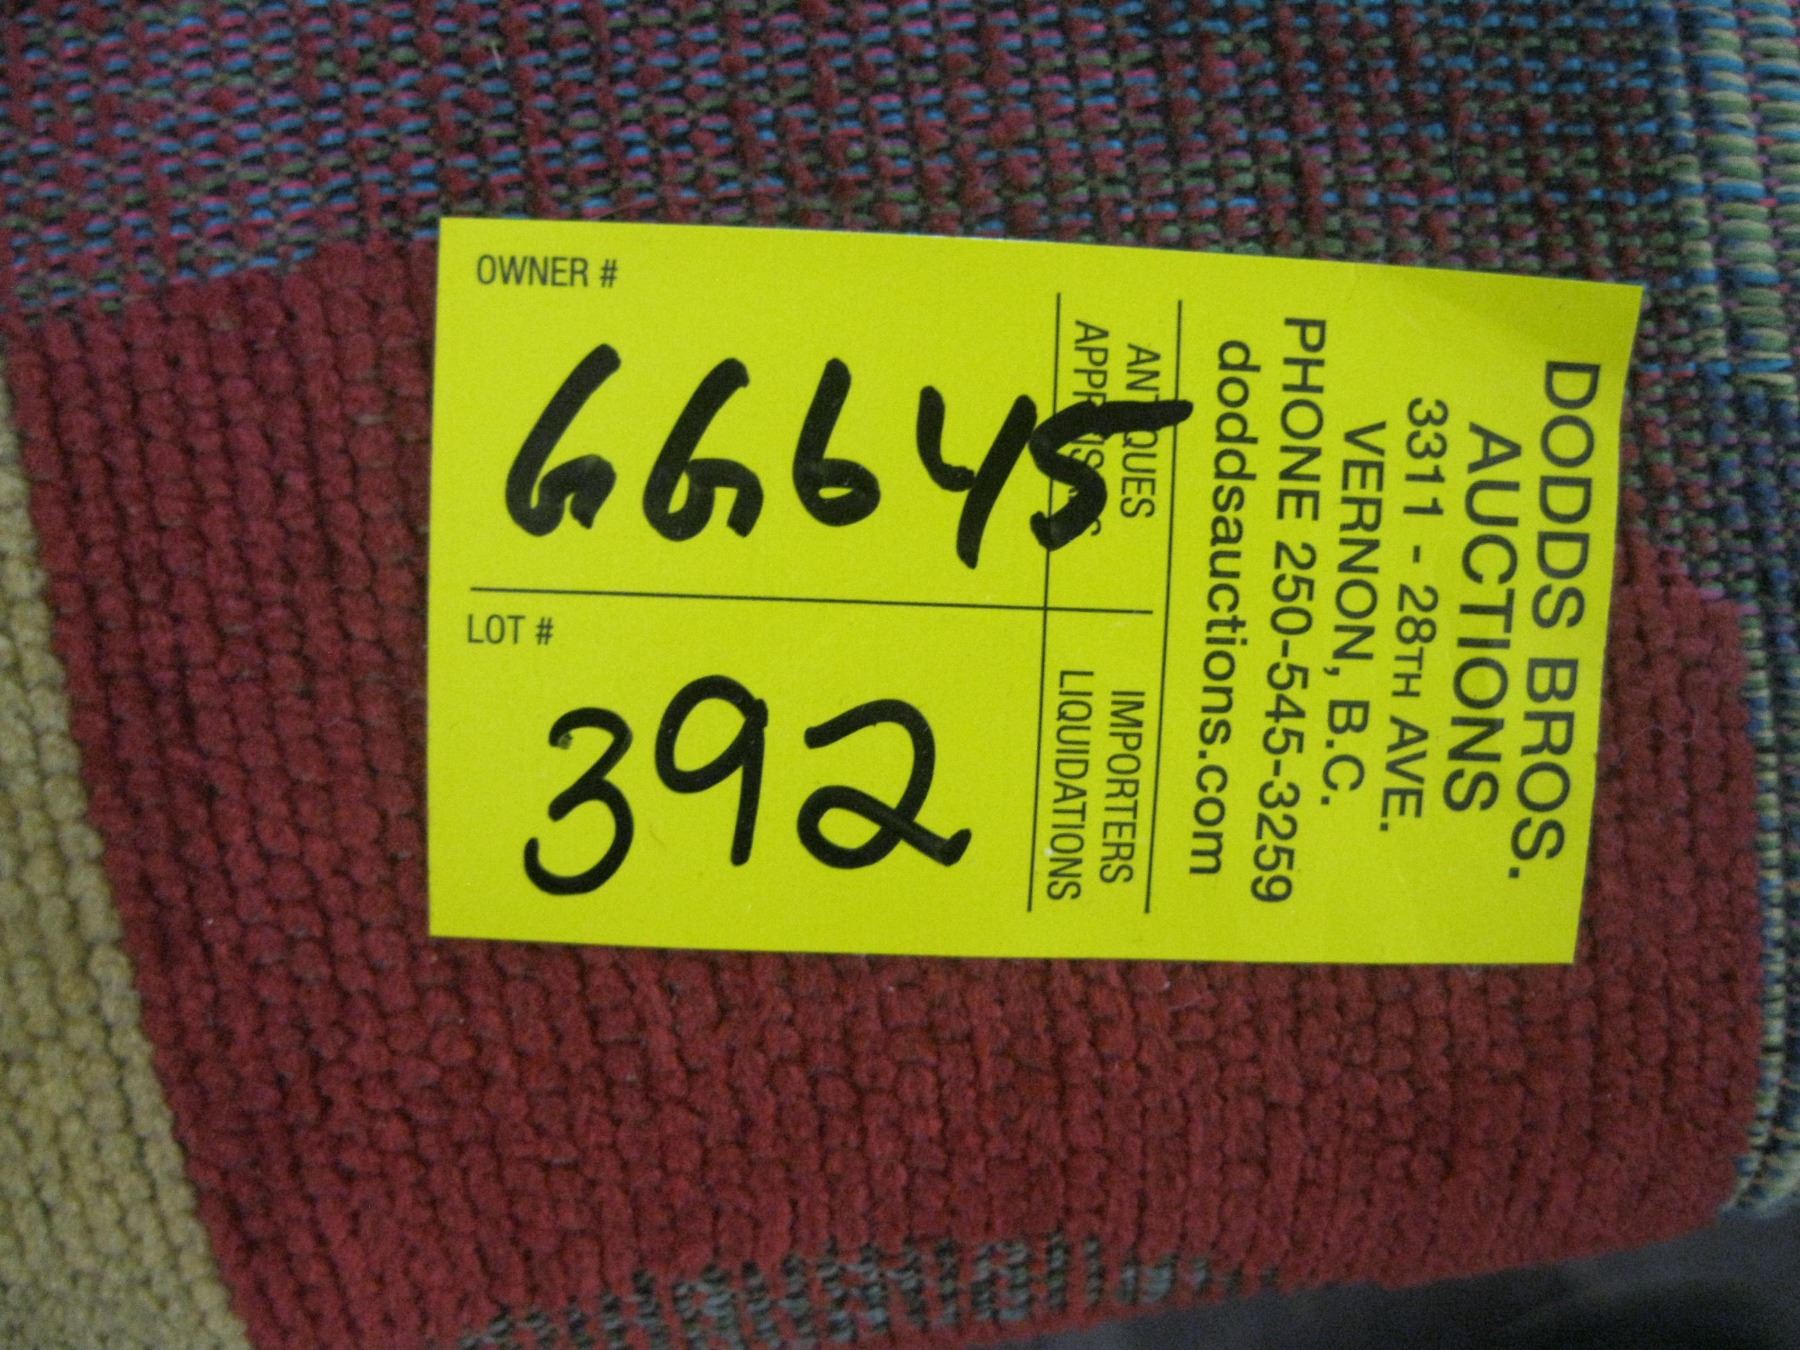 DODDS BROS.
AUCTIONS
3311 - 28TH AVE.
VERNON, B.C.
PHONE 250-545-3259
doddsauctions.com
ANTIQUES
APPRAISALS
IMPORTERS
LIQUIDATIONS
OWNER #
66645
LOT #
392